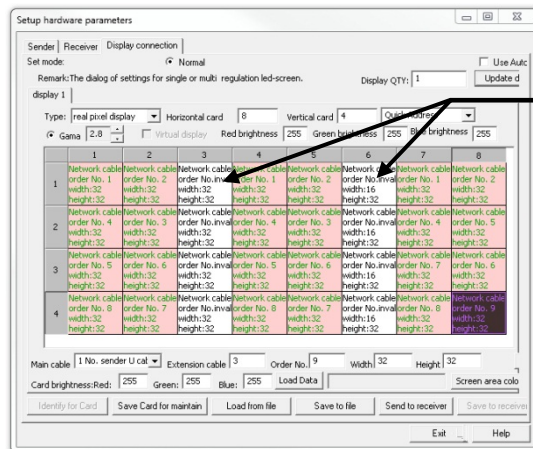 Setup hardware parameters
Sender Receiver Display connection
Set mode: Normal Use Autc
Remark:The dialog of settings for single or multi regulation led-screen. Display QTY: 1 Update d
display 1
Type: real pixel display Horizontal card 8 Vertical card 4 Quick Address
Gama 2.8 Virtual display Red brightness 255 Green brightness 255 Blue brightness 255
1 2 3 4 5 6 7 8
Network cable Network cable Network cable Network cable Network cable Network cable Network cable Network cable
order No. 1 order No. 2 order No.inval order No. 1 order No. 2 order No.inval order No. 1 order No. 2
1 width:32 width:32 width:32 width:32 width:32 width:16 width:32 width:32
height:32 height:32 height:32 height:32 height:32 height:32 height:32 height:32
Network cable Network cable Network cable Network cable Network cable Network cable Network cable Network cable
order No. 4 order No. 3 order No.inval order No. 4 order No. 3 order No.inval order No. 4 order No. 5
2 width:32 width:32 width:32 width:32 width:32 width:16 width:32 width:32
height:32 height:32 height:32 height:32 height:32 height:32 height:32 height:32
Network cable Network cable Network cable Network cable Network cable Network cable Network cable Network cable
order No. 5 order No. 6 order No.inval order No. 5 order No. 6 order No.inval order No. 7 order No. 6
3 width:32 width:32 width:32 width:32 width:32 width:16 width:32 width:32
height:32 height:32 height:32 height:32 height:32 height:32 height:32 height:32
Network cable Network cable Network cable Network cable Network cable Network cable Network cable Network cable
order No. 8 order No. 7 order No.inval order No. 8 order No. 7 order No.inval order No. 8 order No. 9
4 width:32 width:32 width:32 width:32 width:32 width:16 width:32 width:32
height:32 height:32 height:32 height:32 height:32 height:32 height:32 height:32
Main cable 1 No. sender U cat Extension cable 3 Order No. 9 Width 32 Height 32
Card brightness:Red: 255 Green: 255 Blue: 255 Load Data Screen area colo
Identify for Card Save Card for maintain Load from file Save to file Send to receiver Save to receiver
Exit Help